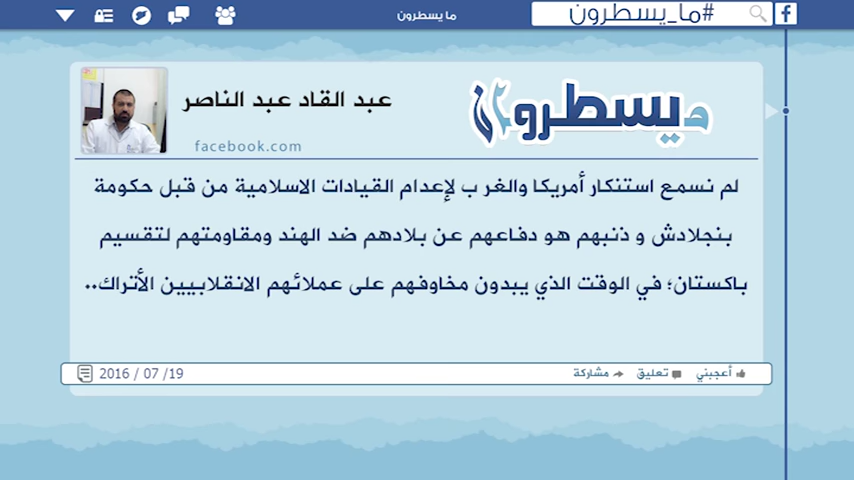 ما يسطرون
#ما_يسطرون
عبد القاد عبد الناصر
ما يسطرون
facebook.com
لم نسمع استنكار أمريكا والغر ب لإعدام القيادات الاسلامية من قبل حكومة
بنجلادش و ذنبهم هو دفاعهم عن بلادهم ضد الهند ومقاومتهم لتقسيم
باكستان؛ في الوقت الذي يبدون مخاوفهم على عملائهم الانقلابيين الأتراك..
أعجبني تعليق مشاركة 2016 / 07 /19